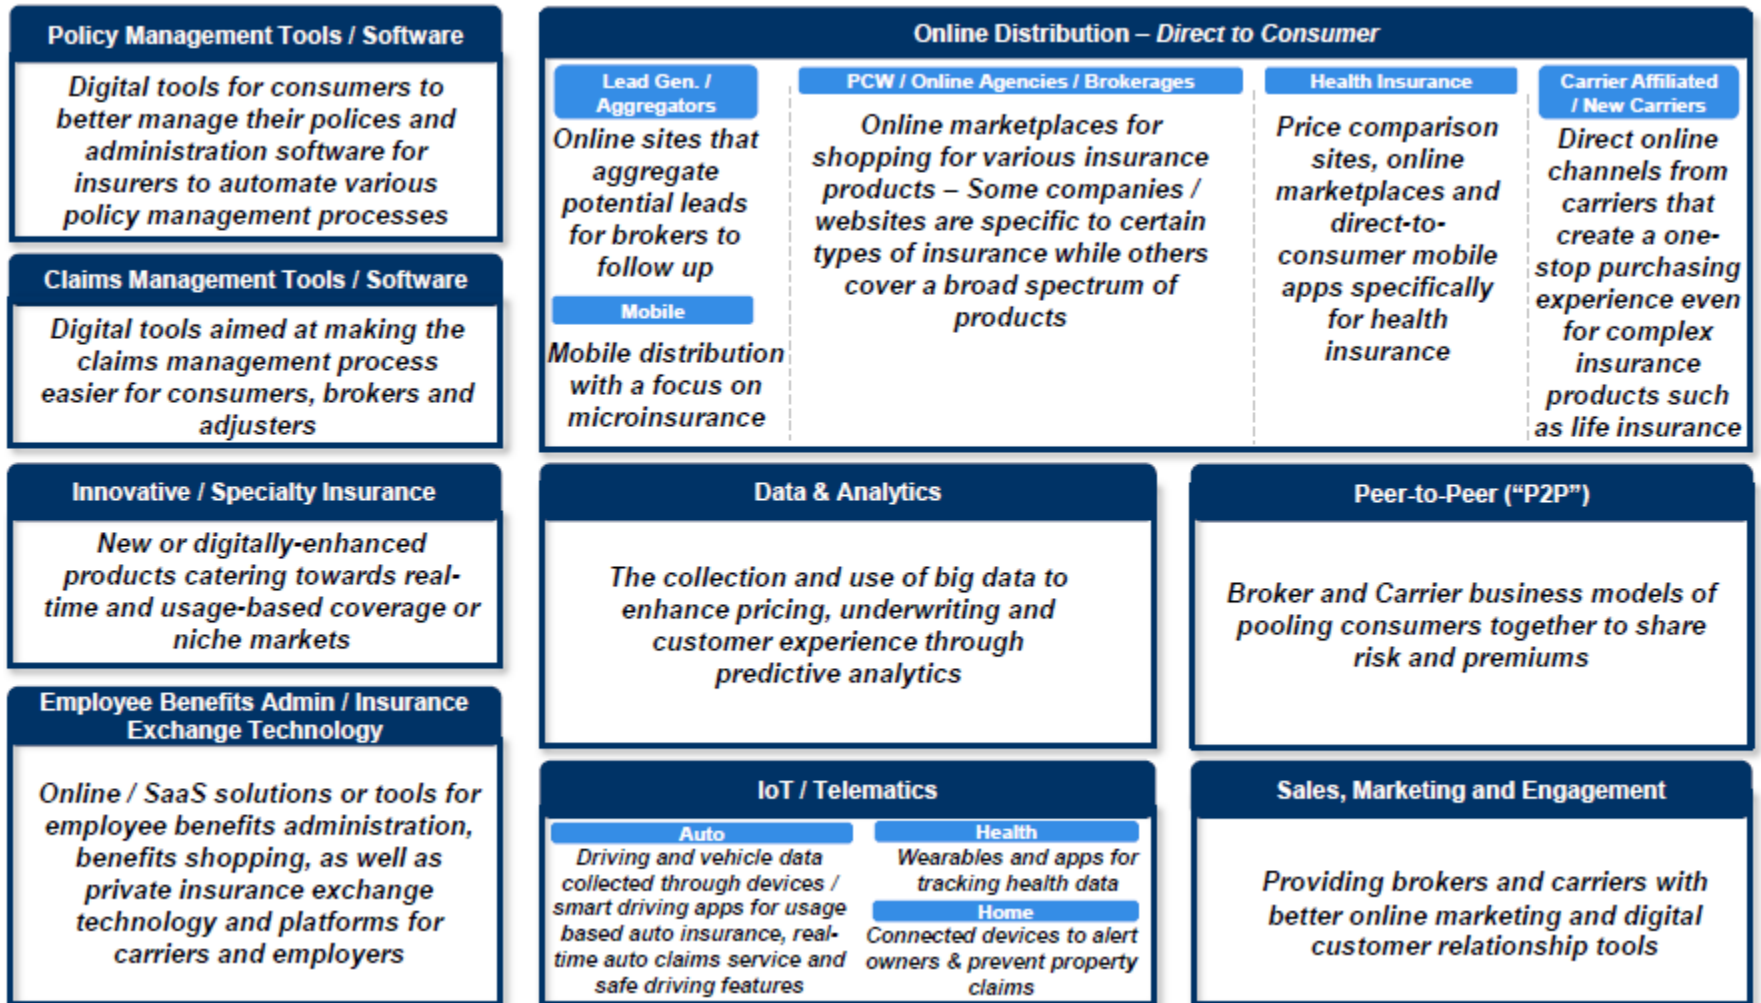 Policy Management Tools / Software
Digital tools for consumers to
better manage their polices and
administration software for
insurers to automate various
policy management processes
Claims Management Tools / Software
Digital tools aimed at making the
claims management process
easier for consumers, brokers and
adjusters
Innovative / Specialty Insurance
New or digitally-enhanced
products catering towards real-
time and usage-based coverage or
niche markets
Employee Benefits Admin / Insurance
Exchange Technology
Online / SaaS solutions or tools for
employee benefits administration,
benefits shopping, as well as
private insurance exchange
technology and platforms for
carriers and employers
Online Distribution – Direct to Consumer
Lead Gen. /
Aggregators
Online sites that
aggregate
potential leads
for brokers to
follow up
Mobile
Mobile distribution
with a focus on
microinsurance
PCW / Online Agencies / Brokerages
Online marketplaces for
shopping for various insurance
products – Some companies /
websites are specific to certain
types of insurance while others
cover a broad spectrum of
products
Health Insurance
Price comparison
sites, online
marketplaces and
direct-to-
consumer mobile
apps specifically
for health
insurance
Carrier Affiliated
/ New Carriers
Direct online
channels from
carriers that
create a one-
stop purchasing
experience even
for complex
insurance
products such
as life insurance
Data & Analytics
The collection and use of big data to
enhance pricing, underwriting and
customer experience through
predictive analytics
Peer-to-Peer (“P2P”)
Broker and Carrier business models of
pooling consumers together to share
risk and premiums
IoT / Telematics
Auto
Driving and vehicle data
collected through devices /
smart driving apps for usage
based auto insurance, real-
time auto claims service and
safe driving features
Health
Wearables and apps for
tracking health data
Home
Connected devices to alert
owners & prevent property
claims
Sales, Marketing and Engagement
Providing brokers and carriers with
better online marketing and digital
customer relationship tools